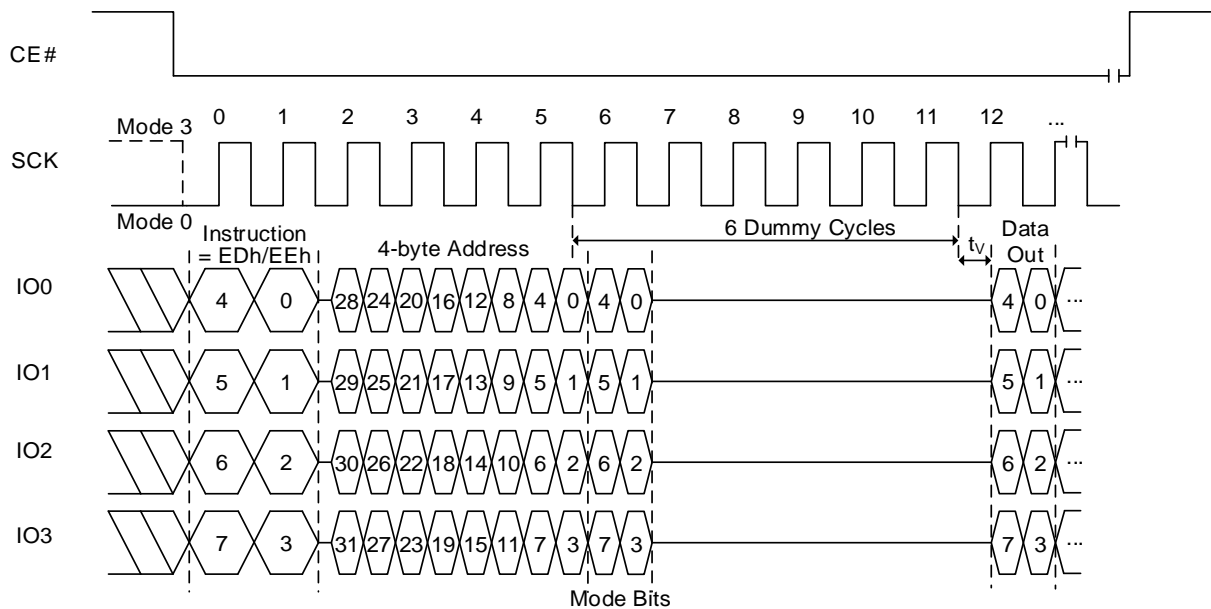 CE#
Mode 3
0 1 2 3 4 5 6 7 8 9 10 11 12 ...
SCK
Mode 0
Instruction
= EDh/EEh
4-byte Address
6 Dummy Cycles
tV
Data
Out
IO0
4 0 28 24 20 16 12 8 4 0 4 0 4 0 ...
IO1
5 1 29 25 21 17 13 9 5 1 5 1 5 1 ...
IO2
6 2 30 26 22 18 14 10 6 2 6 2 6 2 ...
IO3
7 3 31 27 23 19 15 11 7 3 7 3 7 3 ...
Mode Bits